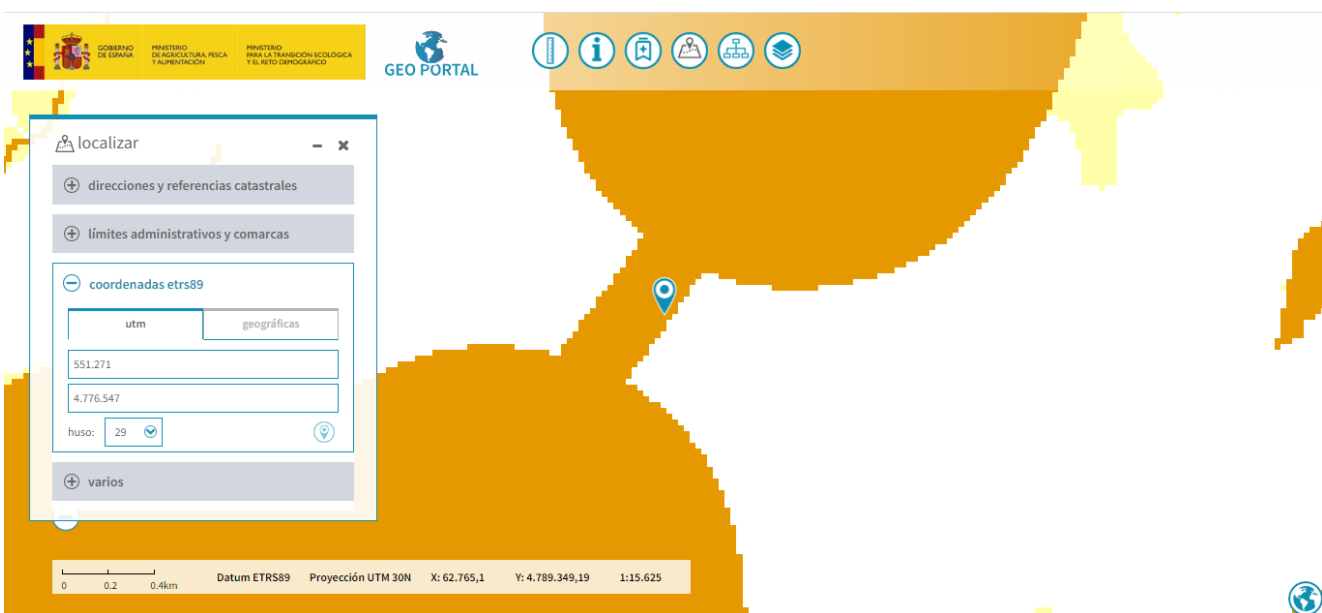 GOBIERNO
DE ESPAÑA
MINISTERIO
DE AGRICULTURA, PESCA
Y ALIMENTACIÓN
MINISTERIO
PARA LA TRANSICIÓN ECOLÓGICA
Y EL RETO DEMOGRÁFICO
GEO PORTAL
localizar
direcciones y referencias catastrales
límites administrativos y comarcas
coordenadas etrs89
utm geográficas
551.271
4.776.547
huso: 29
varios
0 0.2 0.4km
Datum ETRS89 Proyección UTM 30N X: 62.765,1 Y: 4.789.349,19 1:15.625